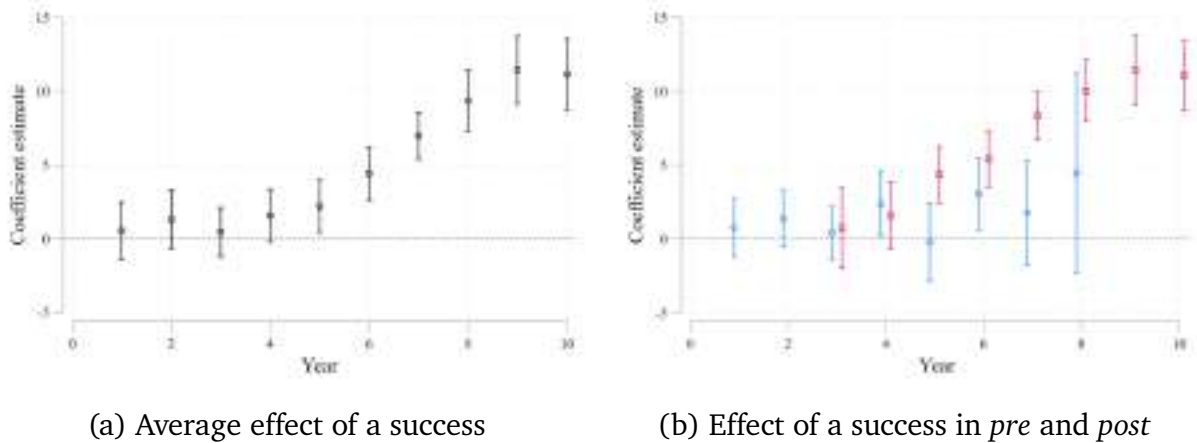 15
10
5
0
-5
Coefficient estimate
0 2 4 6 8 10
Year
15
10
5
0
-5
Coefficient estimate
0 2 4 6 8 10
Year
(a) Average effect of a success
(b) Effect of a success in pre and post